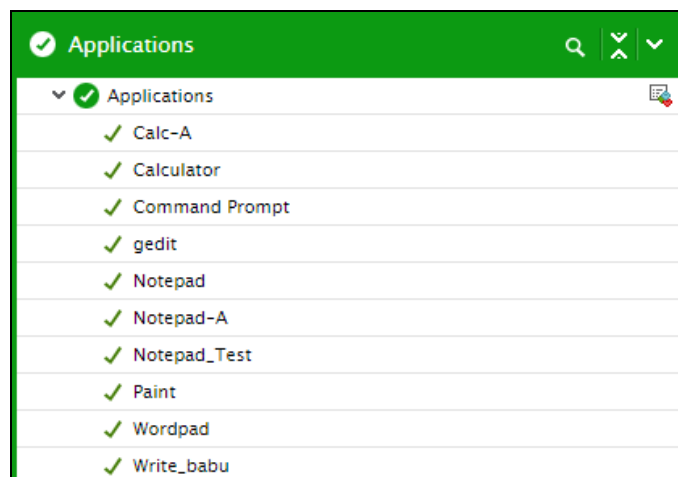 Applications
Applications
Calc-A
Calculator
Command Prompt
gedit
Notepad
Notepad-A
Notepad_Test
Paint
Wordpad
Write_babu